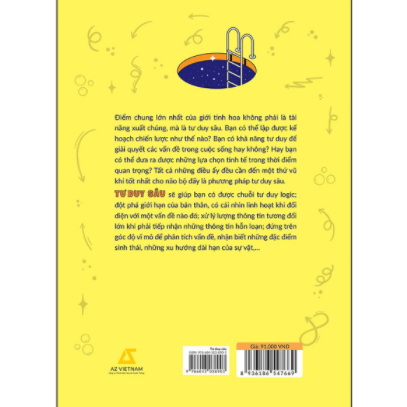 Điểm chung lớn nhất của giới tinh hoa không phải là tài
năng xuất chúng, mà là tư duy sâu. Bạn có thể lập được kế
hoạch chiến lược như thế nào? Bạn có khả năng tư duy để
giải quyết các vấn đề trong cuộc sống hay không? Hay bạn
có thể đưa ra được những lựa chọn tinh tế trong thời điểm
quan trọng? Tất cả những điều ấy đều cần đến một thứ vũ
khí tốt nhất cho não bộ đấy là phương pháp tư duy sâu.
TƯ DUY SÂU sẽ giúp bạn có được chuỗi tư duy logic;
đột phá giới hạn của bản thân, có cái nhìn linh hoạt khi đối
diện với một vấn đề nào đó; xử lý lượng thông tin tương đối
lớn khi phải tiếp nhận những thông tin hỗn loạn; đứng trên
góc độ vĩ mô để phân tích vấn đề, nhận biết những đặc điểm
sinh thái, những xu hướng dài hạn của sự vật,...
AZ VIETNAM
Tư duy sâu
Giá: 91.000 VNĐ
8 936386 547669